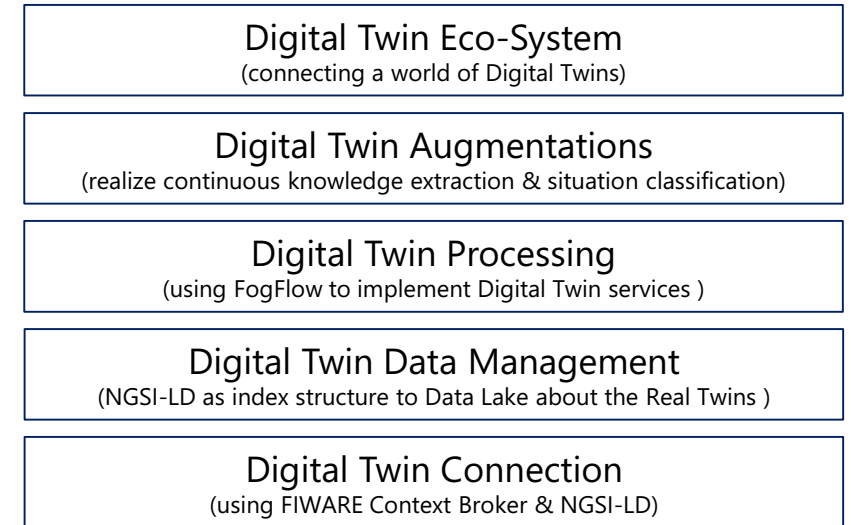 Digital Twin Eco-System
(connecting a world of Digital Twins)
Digital Twin Augmentations
(realize continuous knowledge extraction & situation classification)
Digital Twin Processing
(using FogFlow to implement Digital Twin services )
Digital Twin Data Management
(NGSI-LD as index structure to Data Lake about the Real Twins )
Digital Twin Connection
(using FIWARE Context Broker & NGSI-LD)